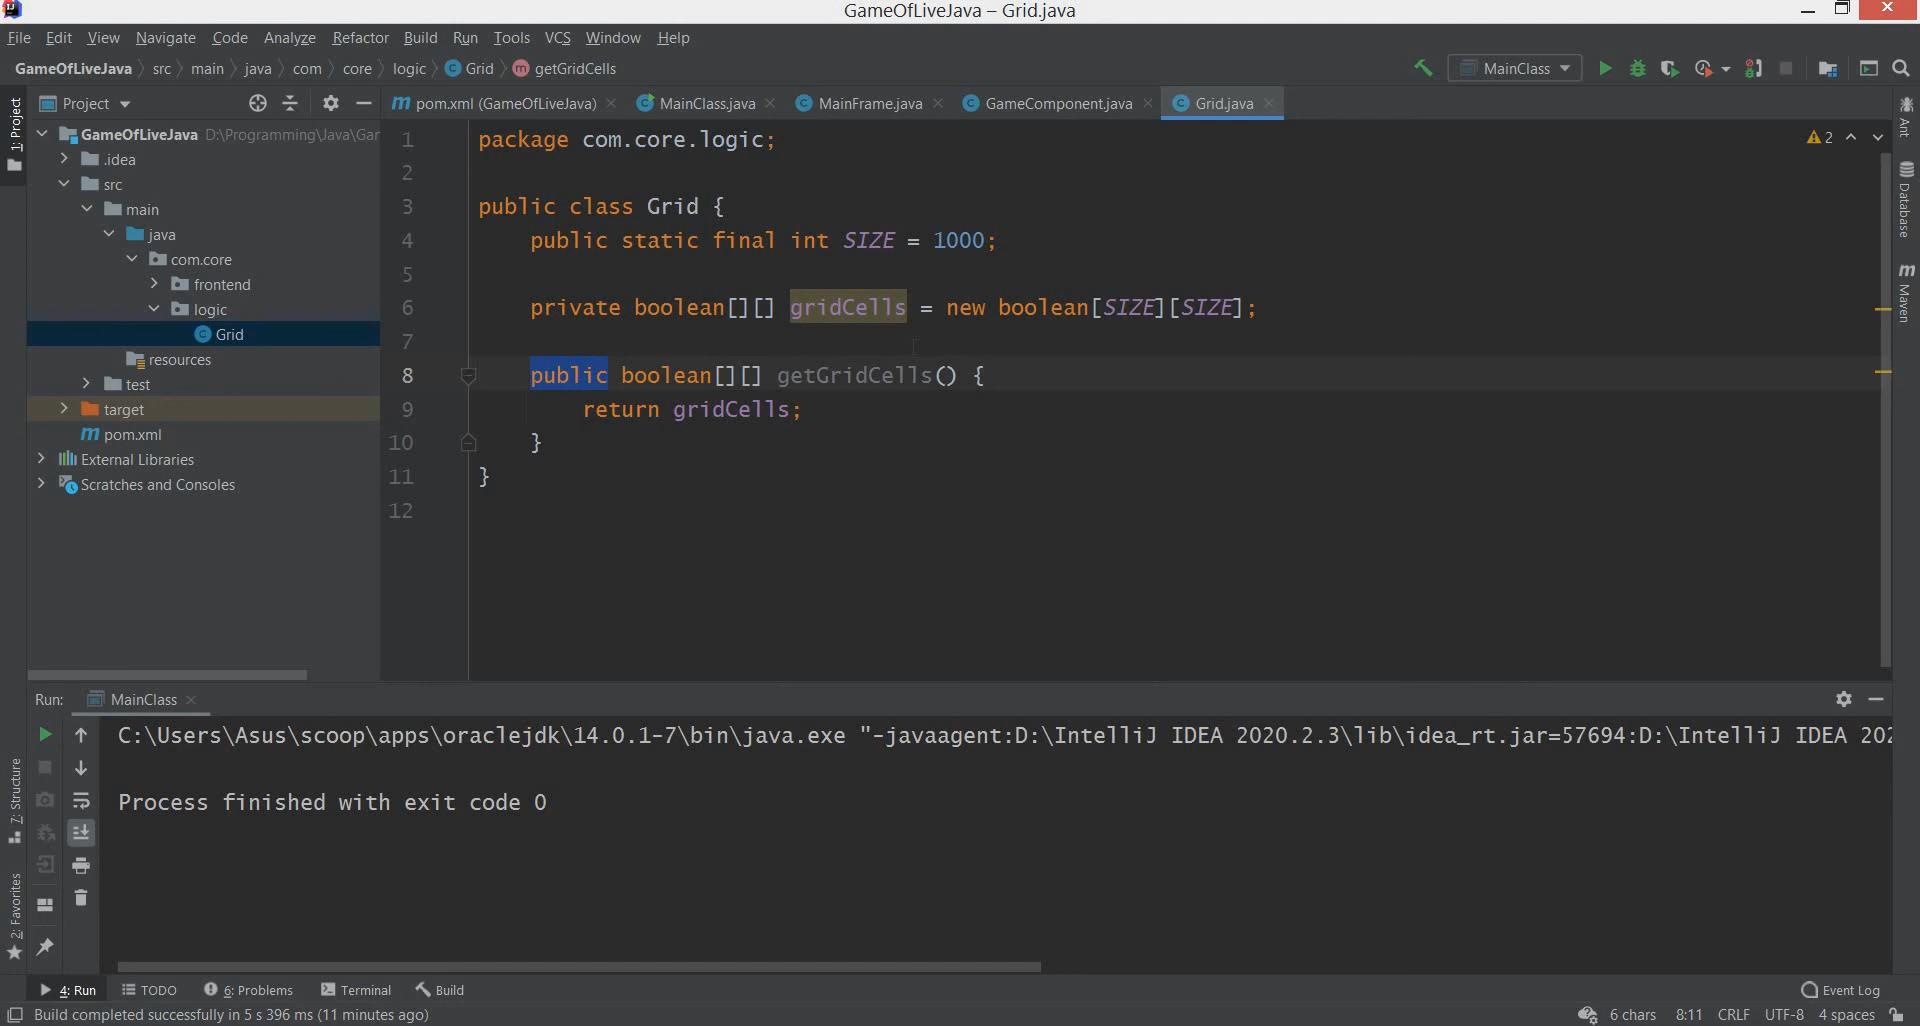 GameOfLiveJava – Grid.java
File Edit View Navigate Code Analyze Refactor Build Run Tools VCS Window Help
GameOfLiveJava src main java com core logic Grid getGridCells
MainClass
Project
pom.xml (GameOfLiveJava) MainClass.java MainFrame.java GameComponent.java Grid.java
GameOfLiveJava D:\Programming\Java\Gar
.idea
src
main
java
com.core
frontend
logic
Grid
resources
test
target
pom.xml
External Libraries
Scratches and Consoles
1 package com.core.logic;
2
3 public class Grid {
4 public static final int SIZE = 1000;
5
6 private boolean[][] gridCells = new boolean[SIZE][SIZE];
7
8 public boolean[][] getGridCells() {
9 return gridCells;
10 }
11 }
12
2
1: Project
7: Structure
2: Favorites
Ant
Database
Maven
Run: MainClass
C:\Users\Asus\scoop\apps\oraclejdk\14.0.1-7\bin\java.exe "-javaagent:D:\IntelliJ IDEA 2020.2.3\lib\idea_rt.jar=57694:D:\IntelliJ IDEA 202
Process finished with exit code 0
4: Run TODO 6: Problems Terminal Build Event Log
Build completed successfully in 5 s 396 ms (11 minutes ago) 6 chars 8:11 CRLF UTF-8 4 spaces